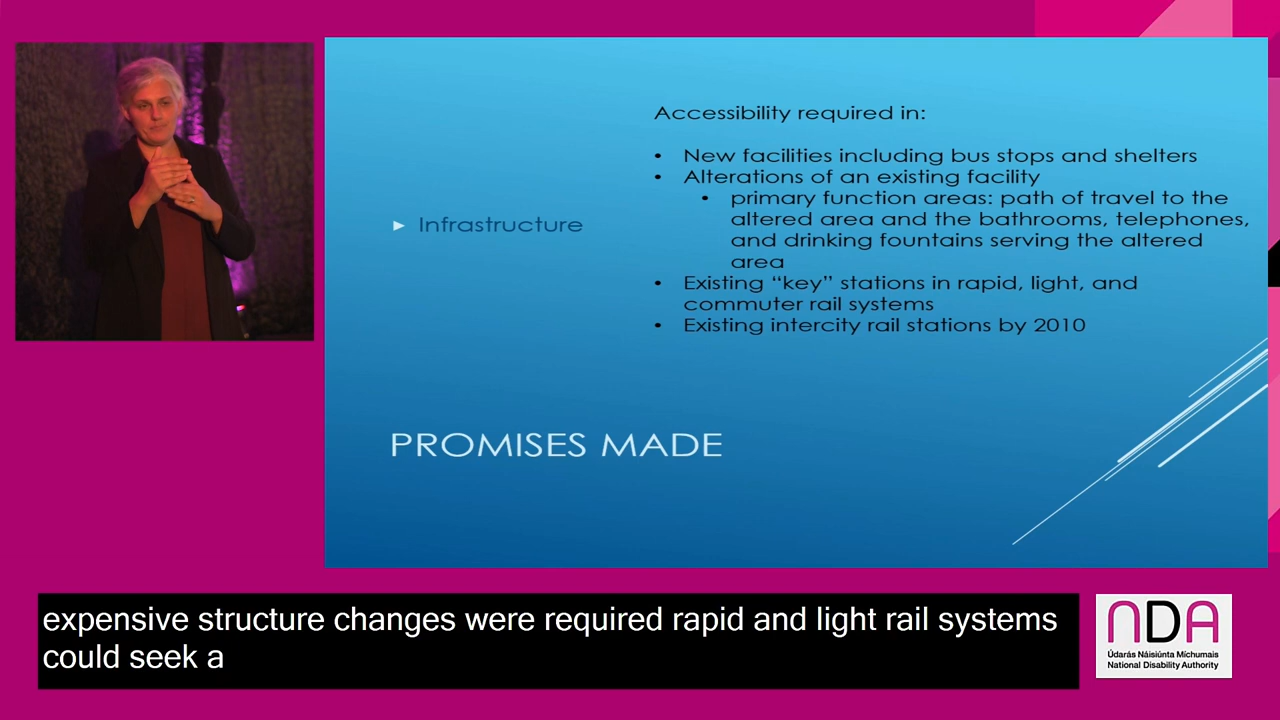 Accessibility required in:
• New facilities including bus stops and shelters
• Alterations of an existing facility
• primary function areas: path of travel to the
altered area and the bathrooms, telephones,
and drinking fountains serving the altered
area
• Existing “key” stations in rapid, light, and
commuter rail systems
• Existing intercity rail stations by 2010
Infrastructure
PROMISES MADE
expensive structure changes were required rapid and light rail systems
could seek a
NDA
Údarás Náisiúnta Míchumais
National Disability Authority